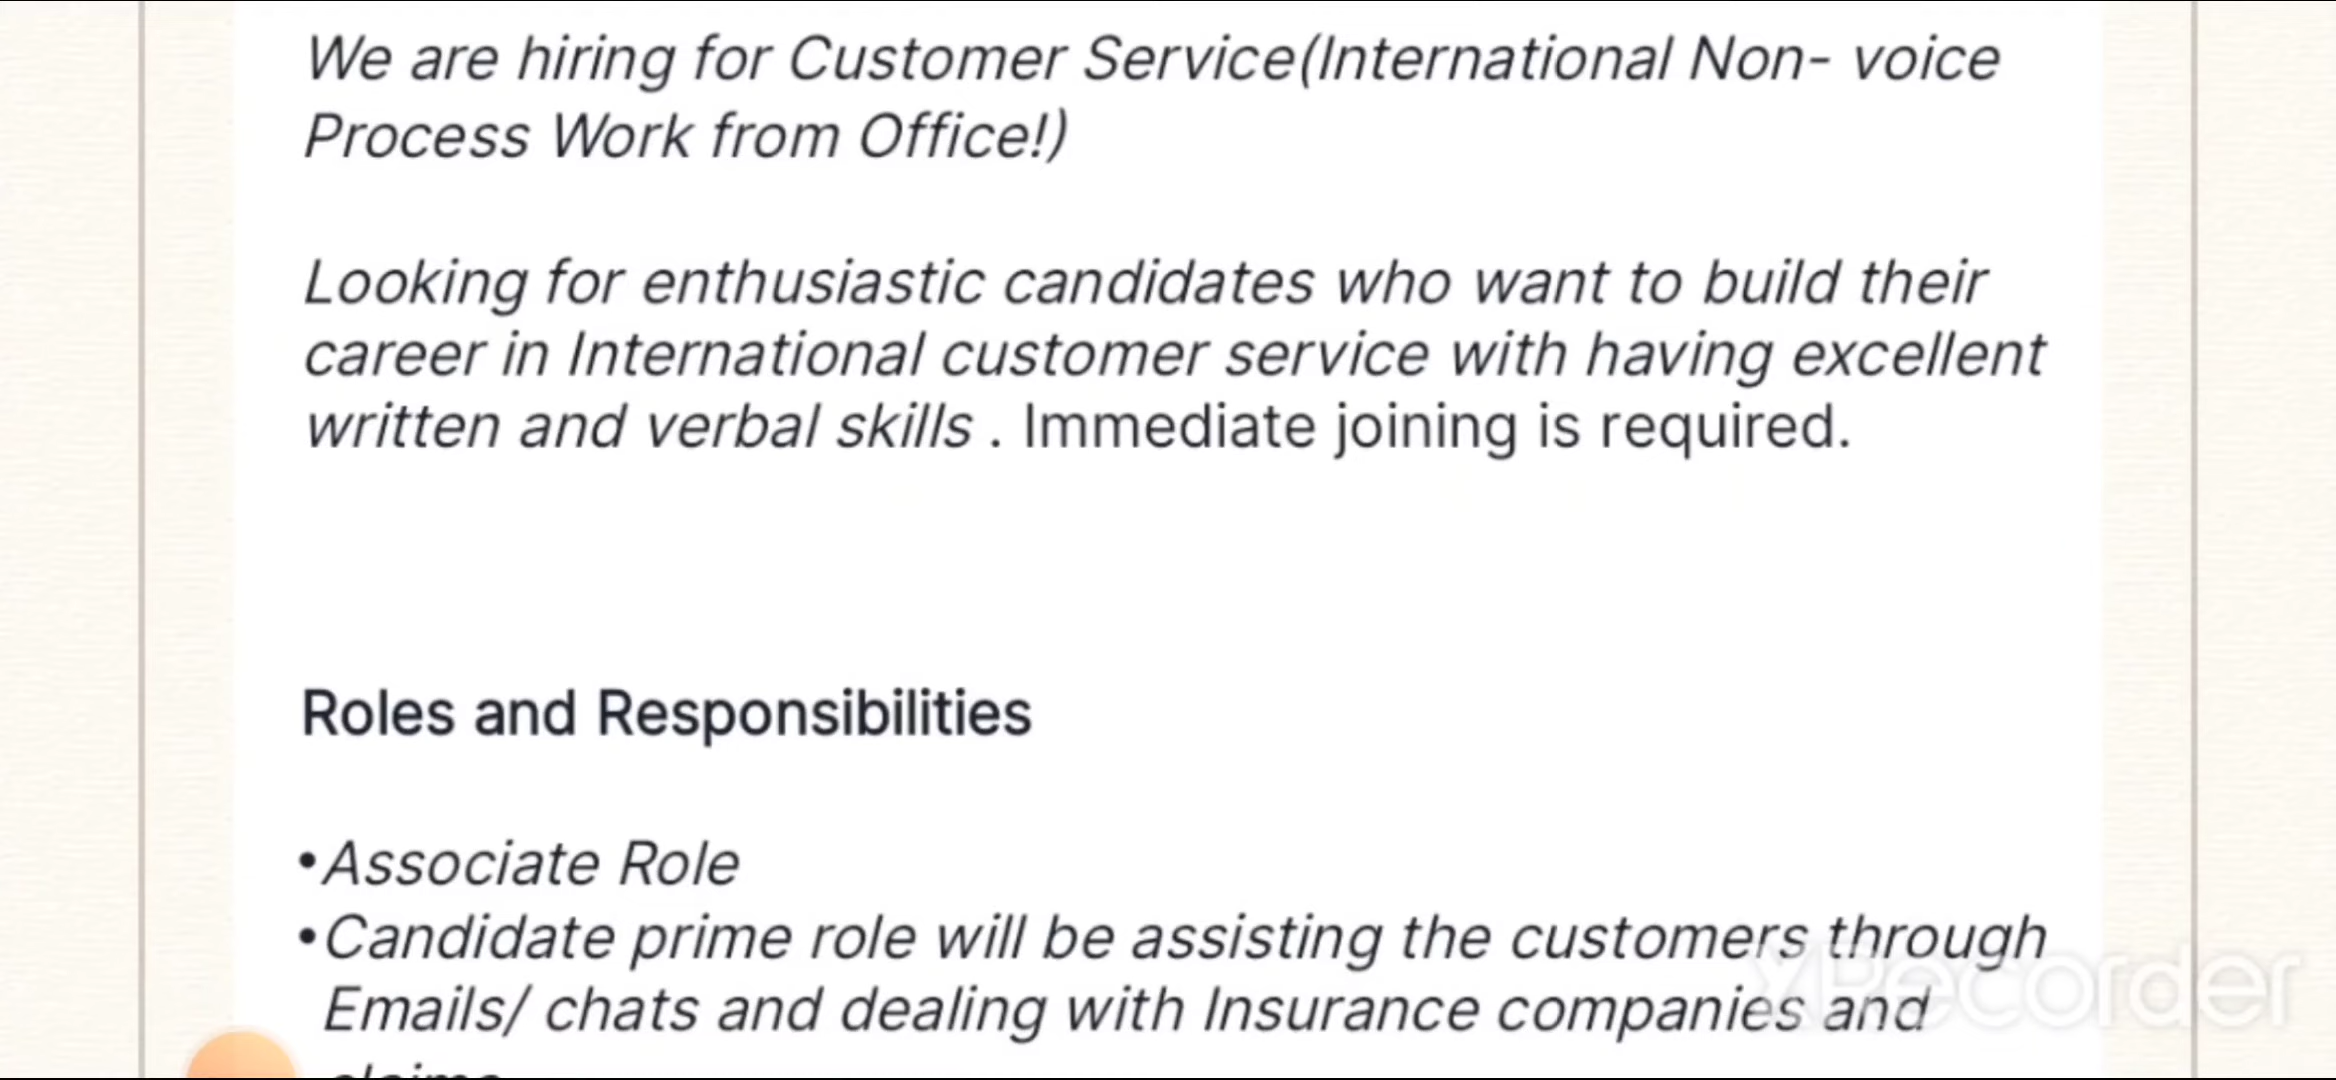 We are hiring for Customer Service(International Non- voice
Process Work from Office!)
Looking for enthusiastic candidates who want to build their
career in International customer service with having excellent
written and verbal skills . Immediate joining is required.
Roles and Responsibilities
•Associate Role
•Candidate prime role will be assisting the customers through
Emails/ chats and dealing with Insurance companies and
XRecorder